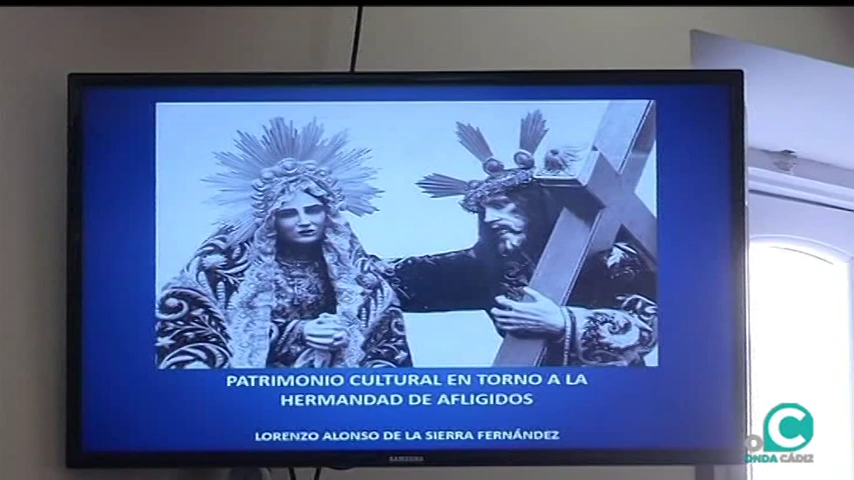 PATRIMONIO CULTURAL EN TORNO A LA
HERMANDAD DE AFLIGIDOS
LORENZO ALONSO DE LA SIERRA FERNÁNDEZ
SAMSUNG
ONDA CÁDIZ